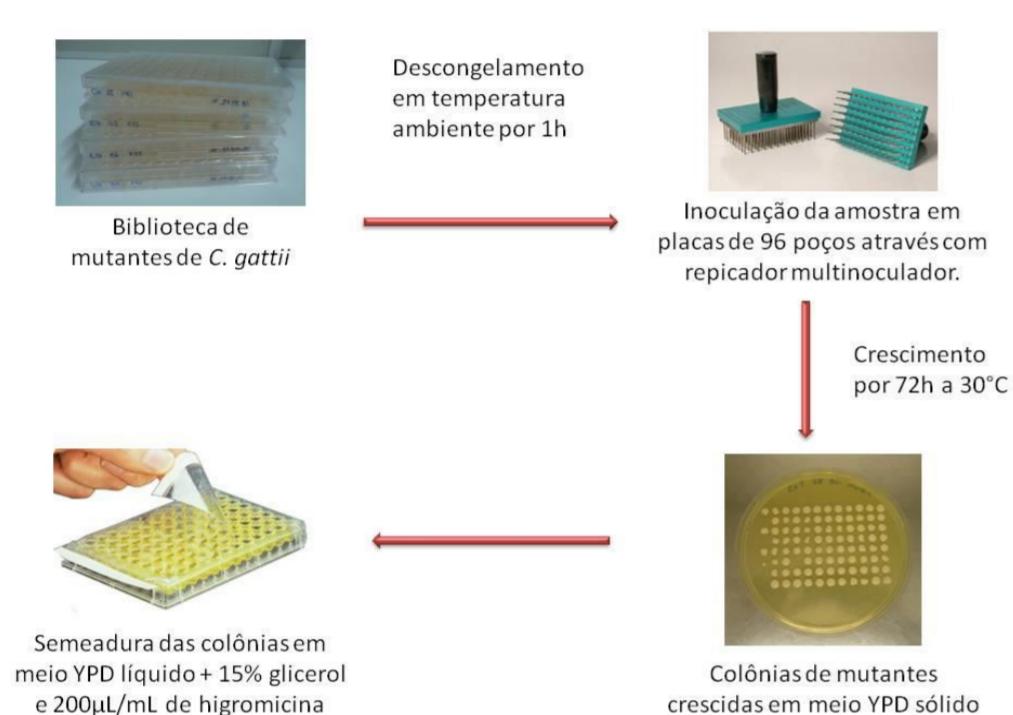 Biblioteca de
mutantes de C. gattii
Descongelamento
em temperatura
ambiente por 1h
Inoculação da amostra em
placas de 96 poços através com
repicador multinoculador.
Crescimento
por 72h a 30°C
Colônias de mutantes
crescidas em meio YPD sólido
Semeadura das colônias em
meio YPD líquido + 15% glicerol
e 200µL/mL de higromicina